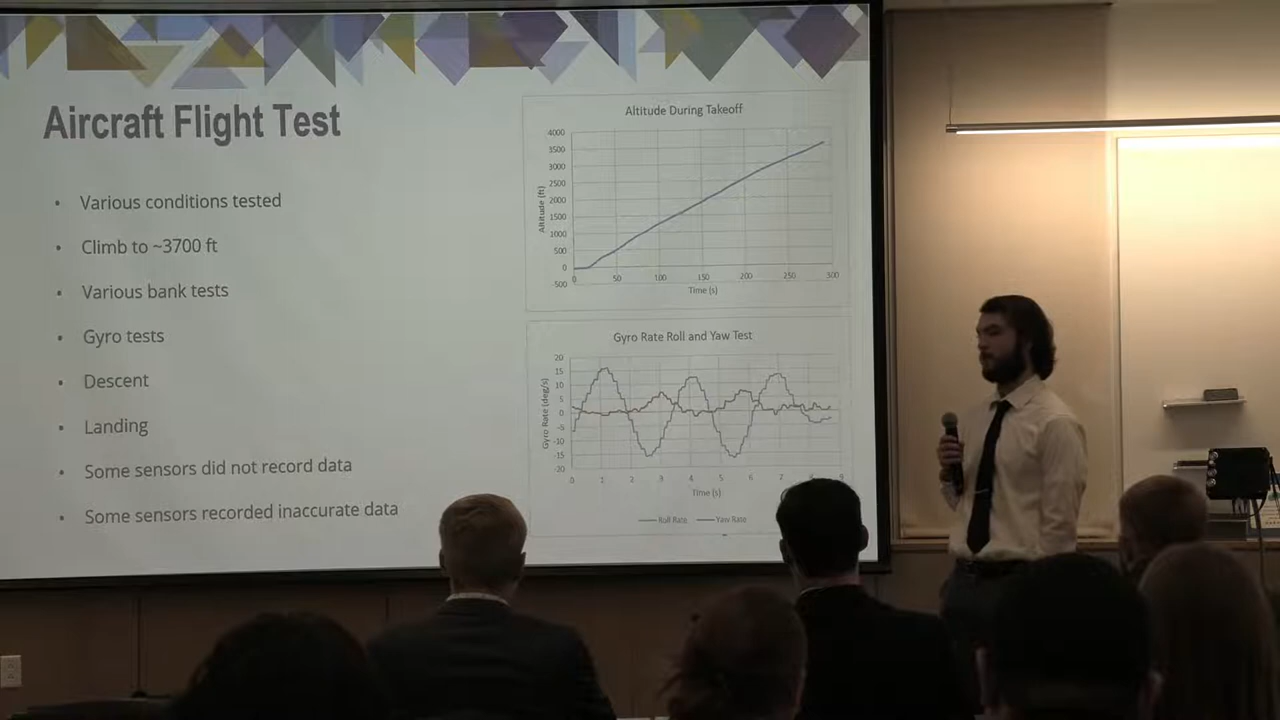 Aircraft Flight Test
• Various conditions tested
• Climb to ~3700 ft
• Various bank tests
• Gyro tests
• Descent
• Landing
• Some sensors did not record data
• Some sensors recorded inaccurate data
Altitude During Takeoff
4000
3500
3000
2500
2000
1500
1000
500
0
-500
Altitude (ft)
0 50 100 150 200 250 300
Time (s)
Gyro Rate Roll and Yaw Test
20
15
10
5
0
-5
-10
-15
-20
Gyro Rate (deg/s)
0 1 2 3 4 5 6 7 8 9
Time (s)
Roll Rate Yaw Rate